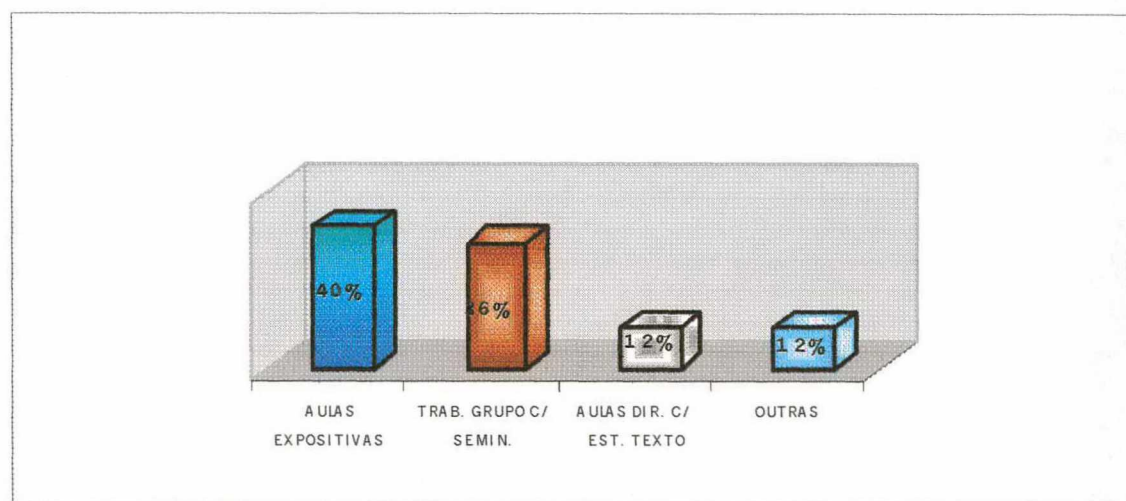 40%
36%
12%
12%
AULAS EXPOSITIVAS
TRAB. GRUPO C/ SEMIN.
AULAS DIR. C/ EST. TEXTO
OUTRAS